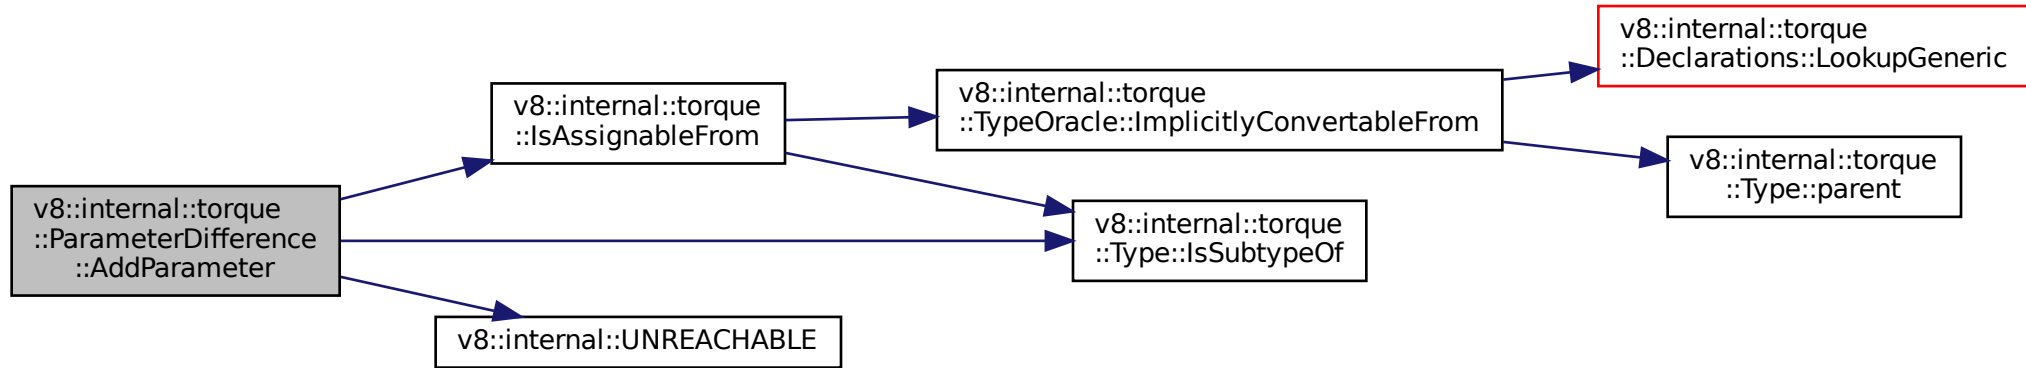 v8::internal::torque
::ParameterDifference
::AddParameter
v8::internal::torque
::IsAssignableFrom
v8::internal::torque
::TypeOracle::ImplicitlyConvertableFrom
v8::internal::torque
::Declarations::LookupGeneric
v8::internal::torque
::Type::parent
v8::internal::torque
::Type::IsSubtypeOf
v8::internal::UNREACHABLE